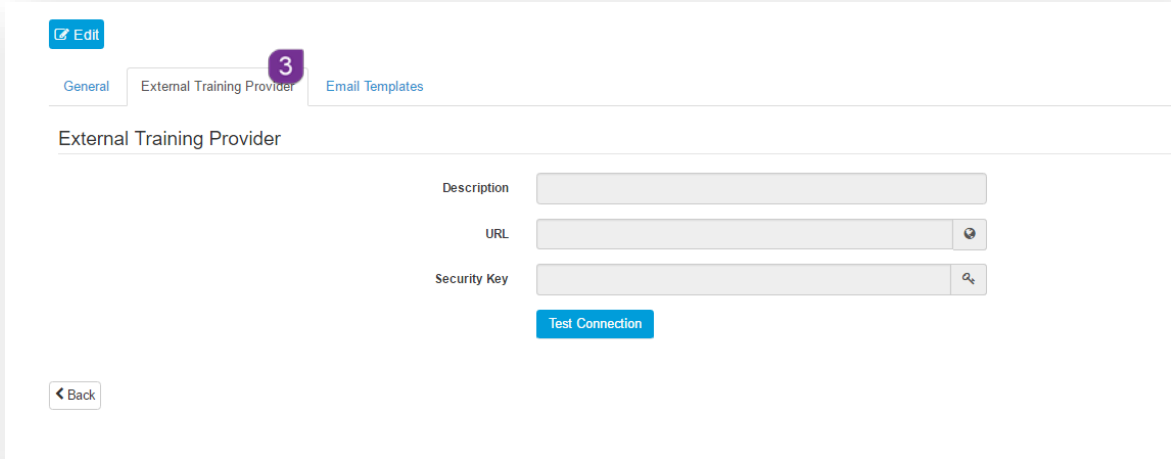 Edit
3
General External Training Provider Email Templates
External Training Provider
Description
URL
Security Key
Test Connection
Back